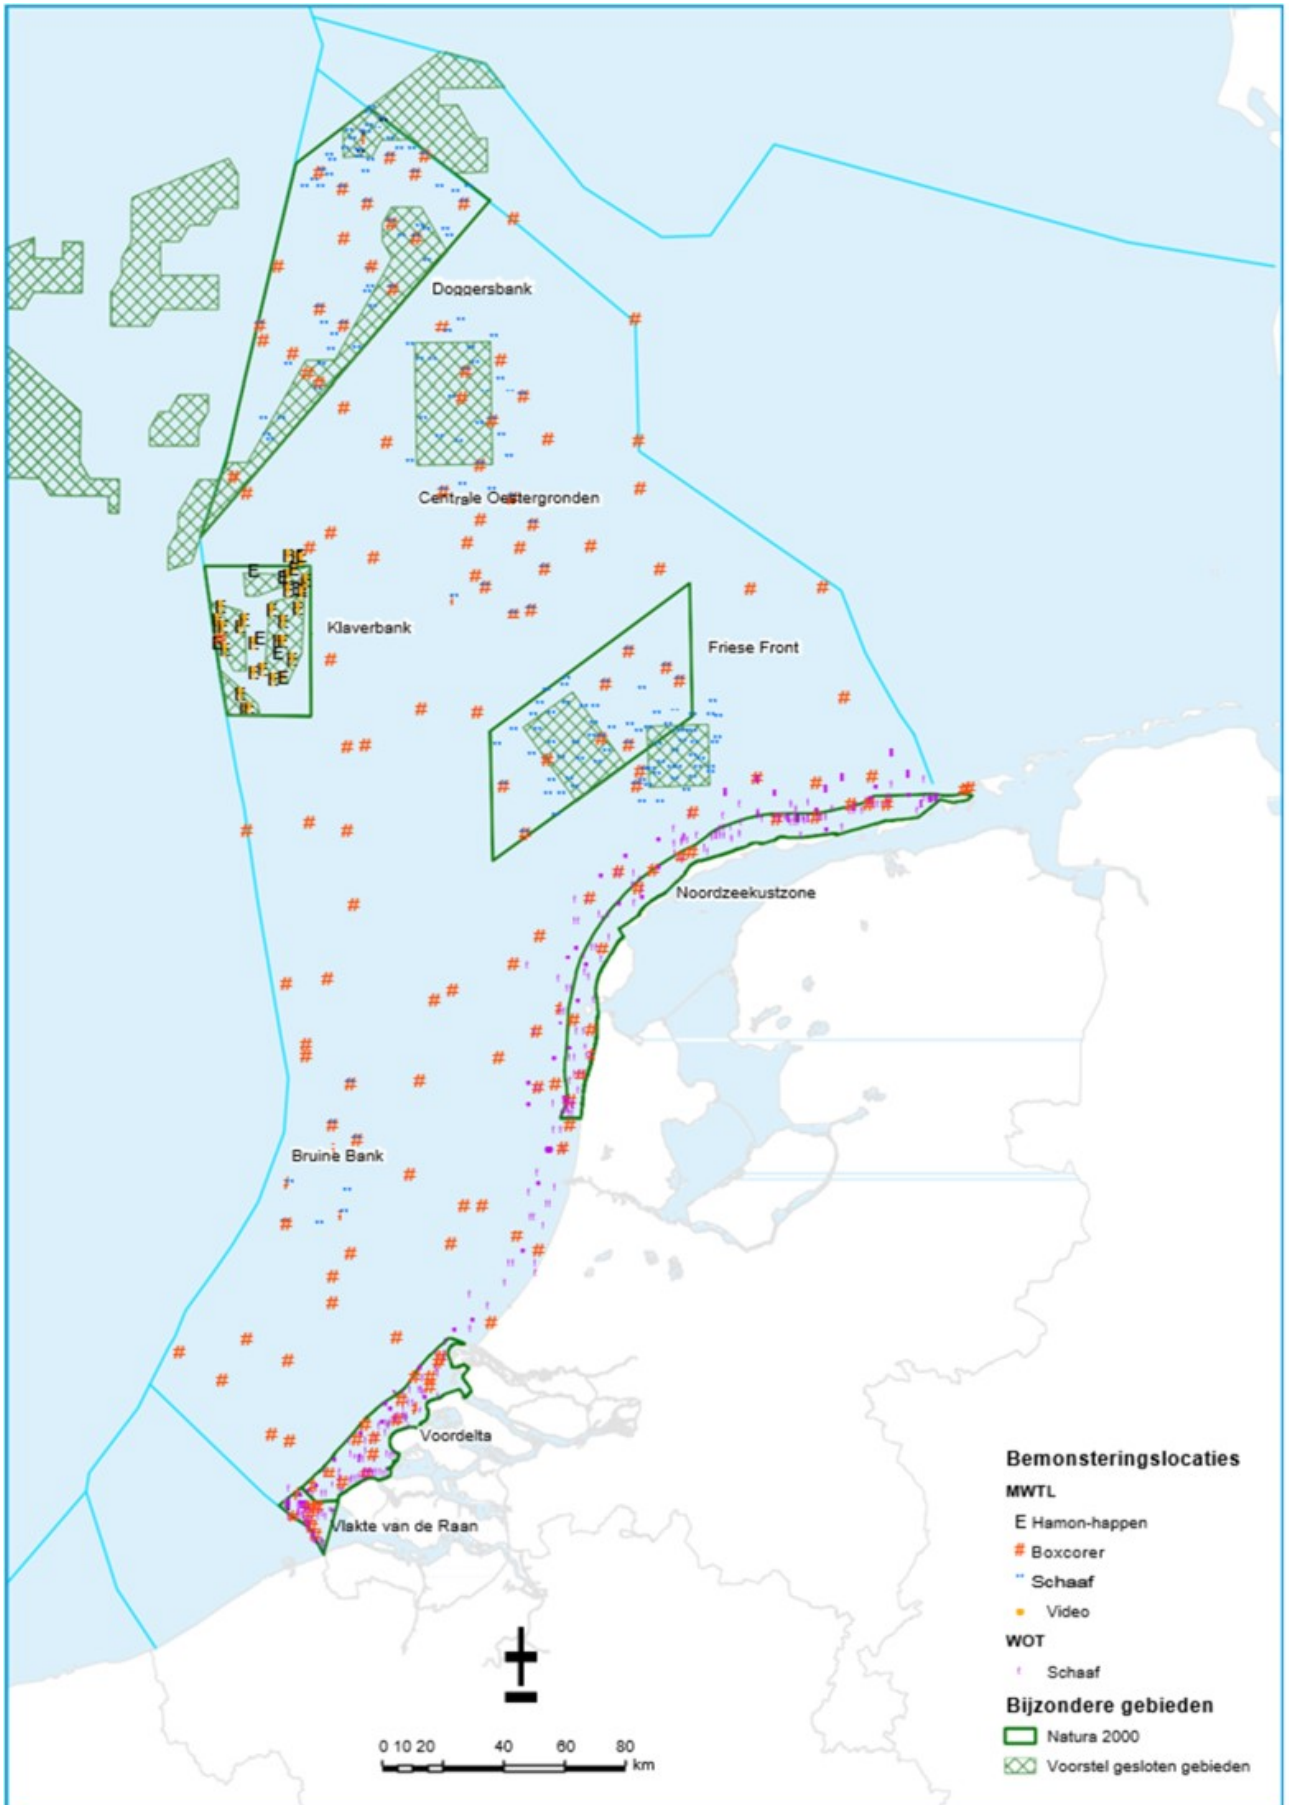 Doggersbank
Centrale Oestergronden
Klaverbank
Friese Front
Noordzeekustzone
Bruine Bank
Voordelta
Vlakte van de Raan
Bemonsteringslocaties
MWTL
E Hamon-happen
# Boxcorer
Schaaf
Video
WOT
Schaaf
Bijzondere gebieden
Natura 2000
Voorstel gesloten gebieden
0 10 20 40 60 80 km